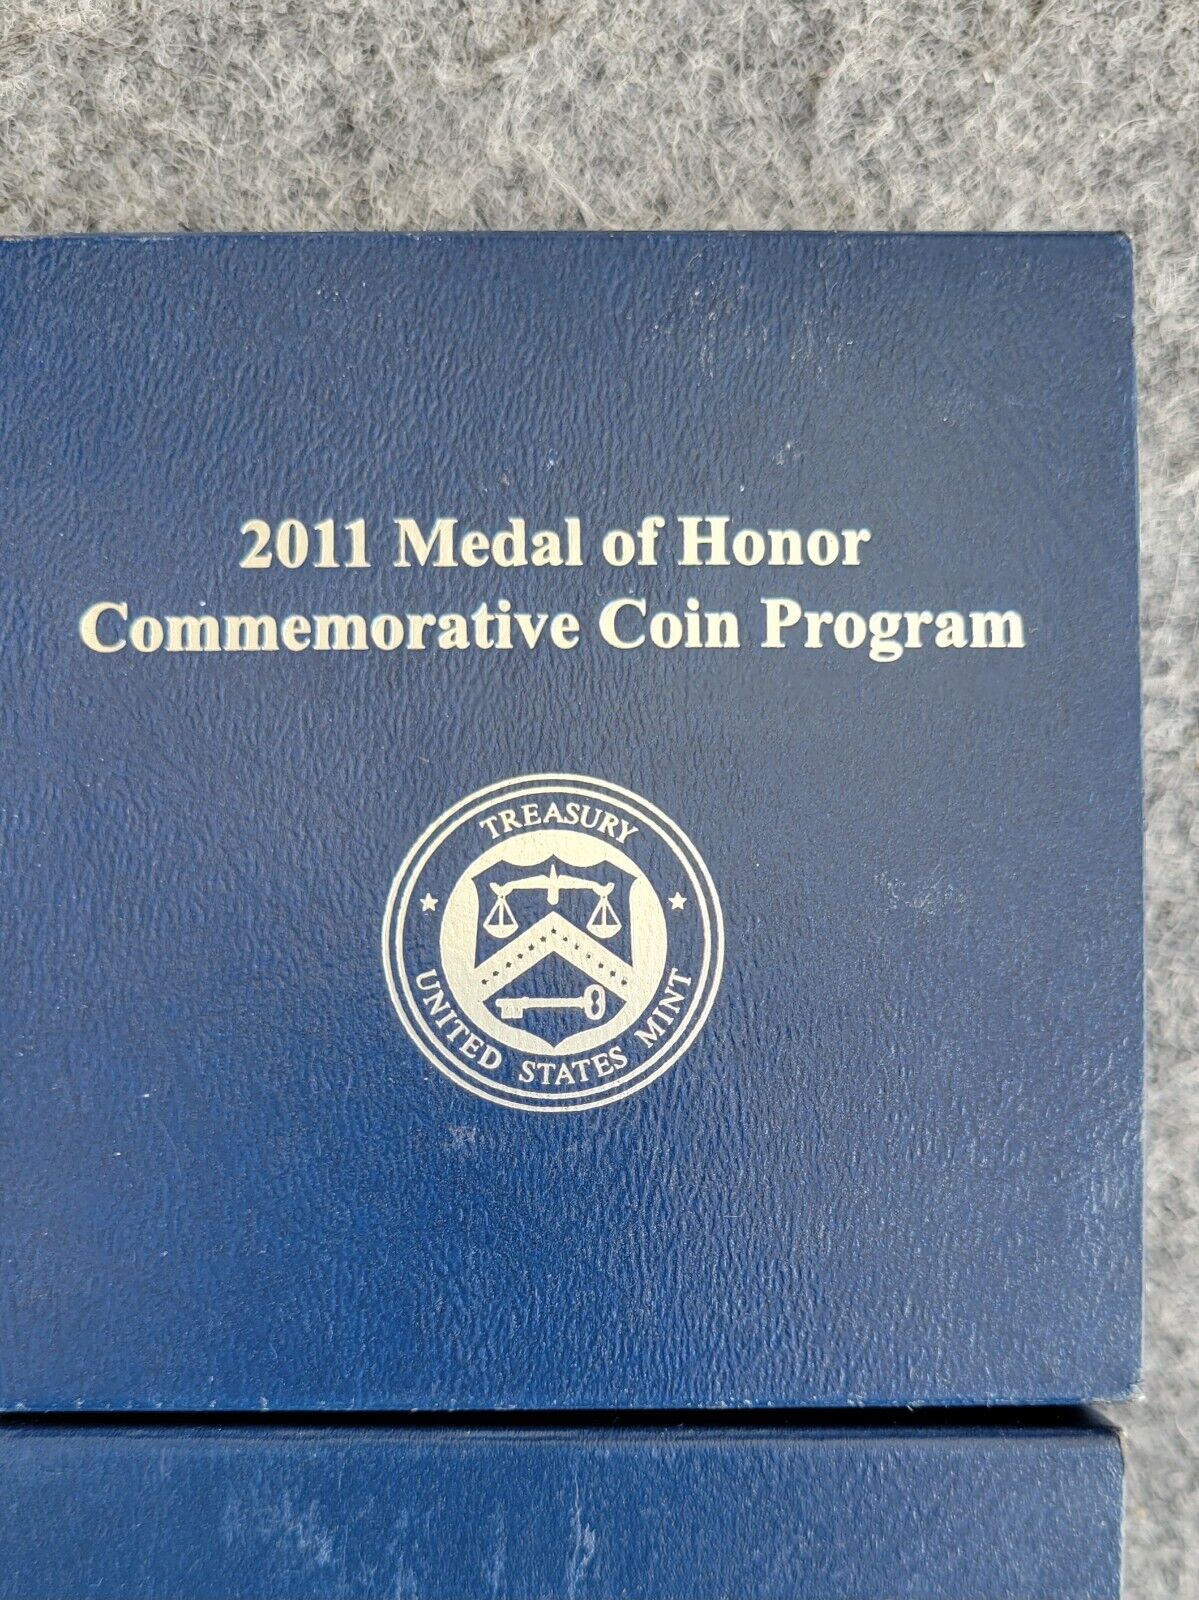 2011 Medal of Honor
Commemorative Coin Program
TREASURY
UNITED STATES MINT